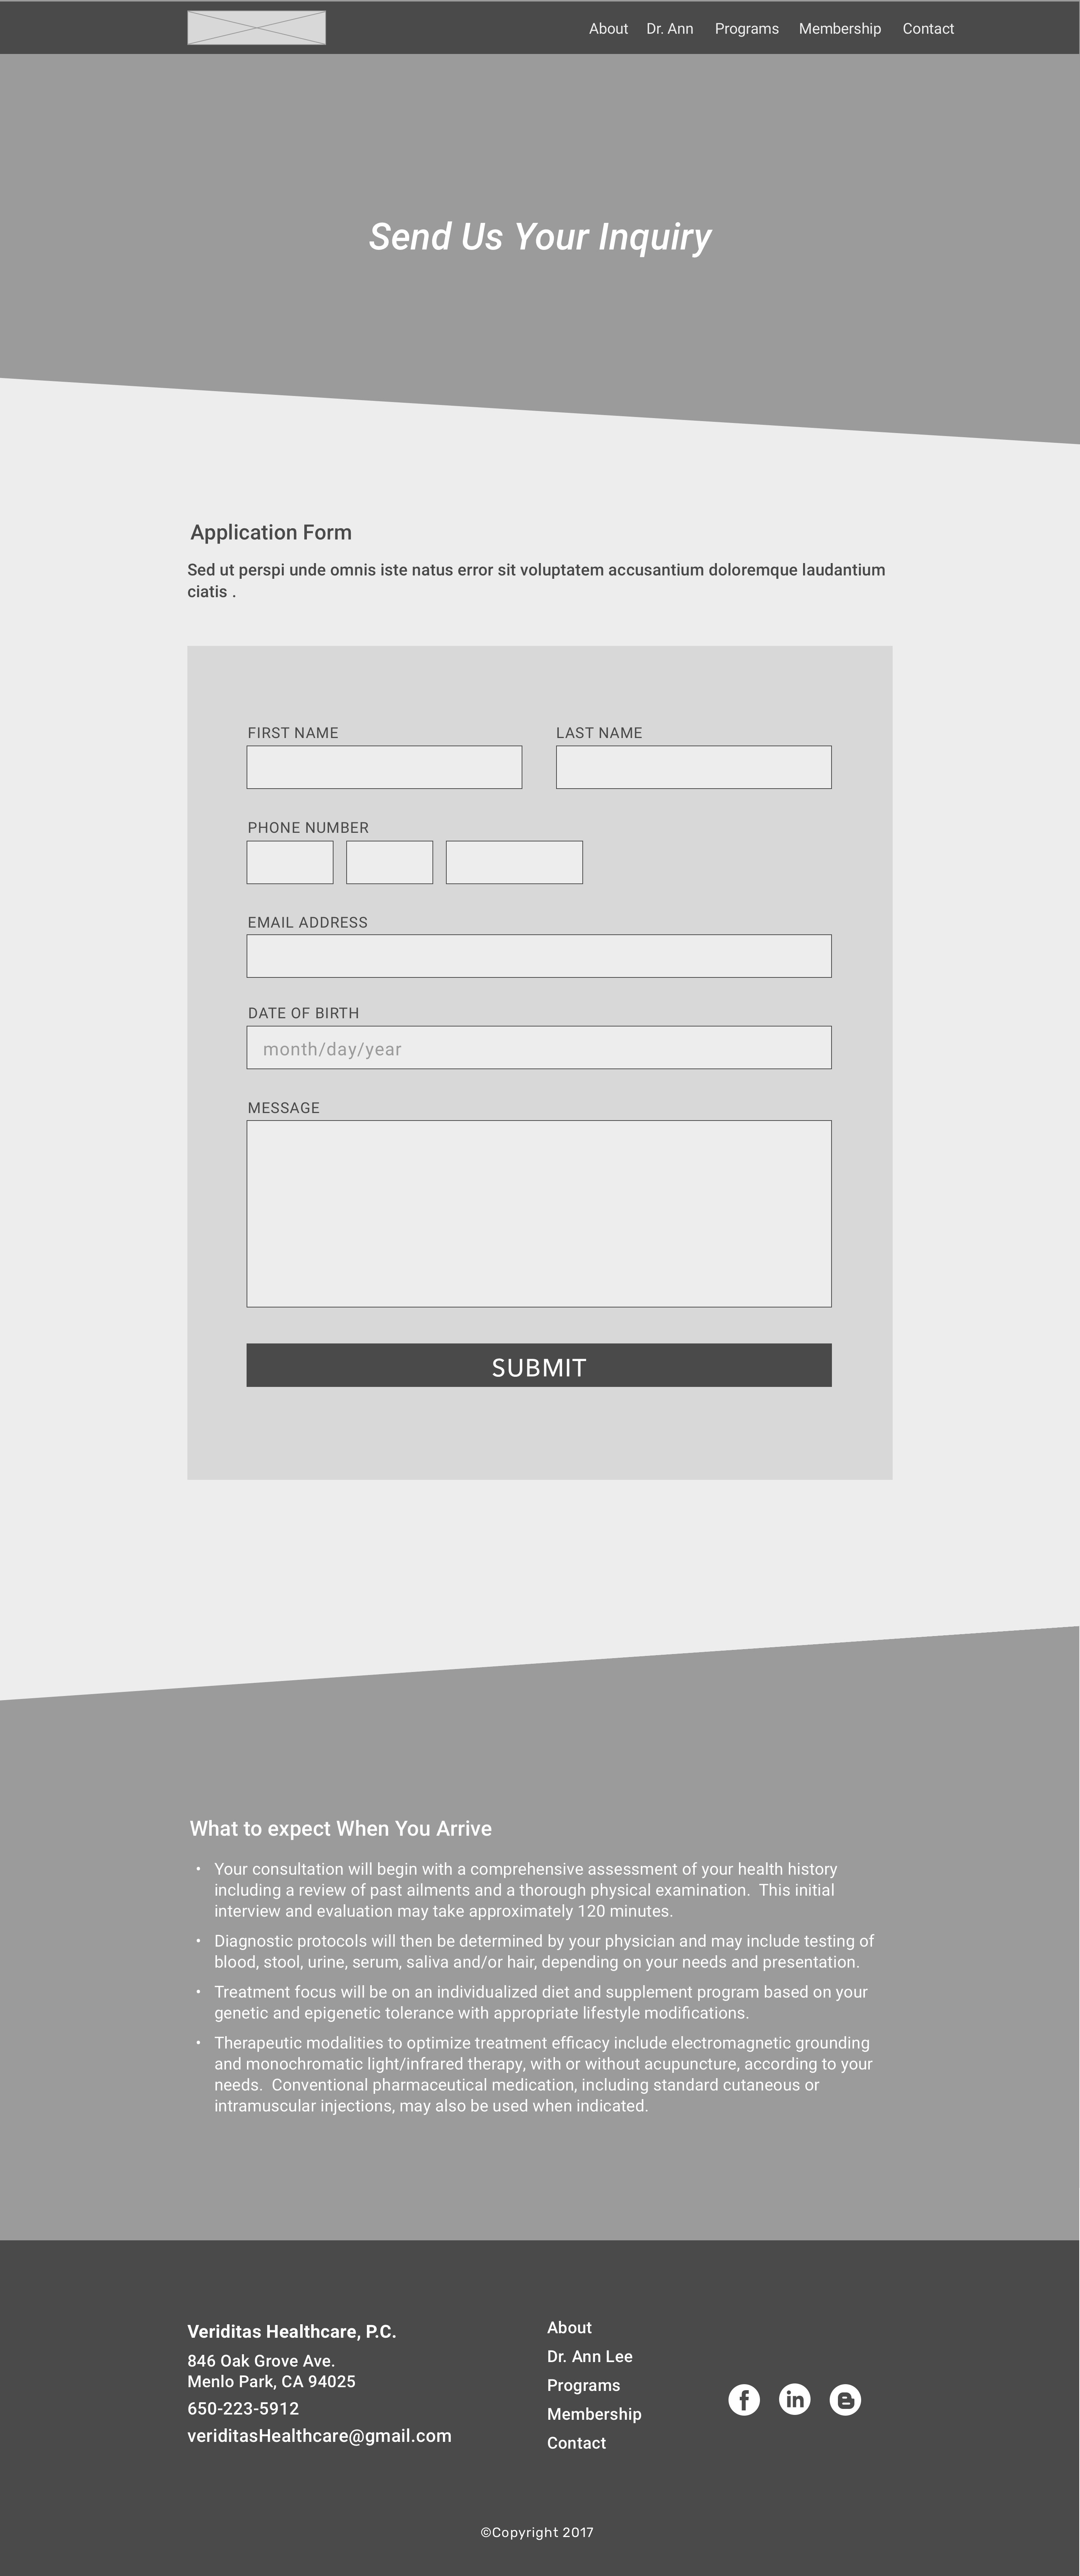 About Dr. Ann Programs Membership Contact
Send Us Your Inquiry
Application Form
Sed ut perspi unde omnis iste natus error sit voluptatem accusantium doloremque laudantium
ciatis .
FIRST NAME LAST NAME
PHONE NUMBER
EMAIL ADDRESS
DATE OF BIRTH
month/day/year
MESSAGE
SUBMIT
What to expect When You Arrive
• Your consultation will begin with a comprehensive assessment of your health history
including a review of past ailments and a thorough physical examination. This initial
interview and evaluation may take approximately 120 minutes.
• Diagnostic protocols will then be determined by your physician and may include testing of
blood, stool, urine, serum, saliva and/or hair, depending on your needs and presentation.
• Treatment focus will be on an individualized diet and supplement program based on your
genetic and epigenetic tolerance with appropriate lifestyle modifications.
• Therapeutic modalities to optimize treatment efficacy include electromagnetic grounding
and monochromatic light/infrared therapy, with or without acupuncture, according to your
needs. Conventional pharmaceutical medication, including standard cutaneous or
intramuscular injections, may also be used when indicated.
Veriditas Healthcare, P.C.
846 Oak Grove Ave.
Menlo Park, CA 94025
650-223-5912
veriditasHealthcare@gmail.com
About
Dr. Ann Lee
Programs
Membership
Contact
f in B
©Copyright 2017